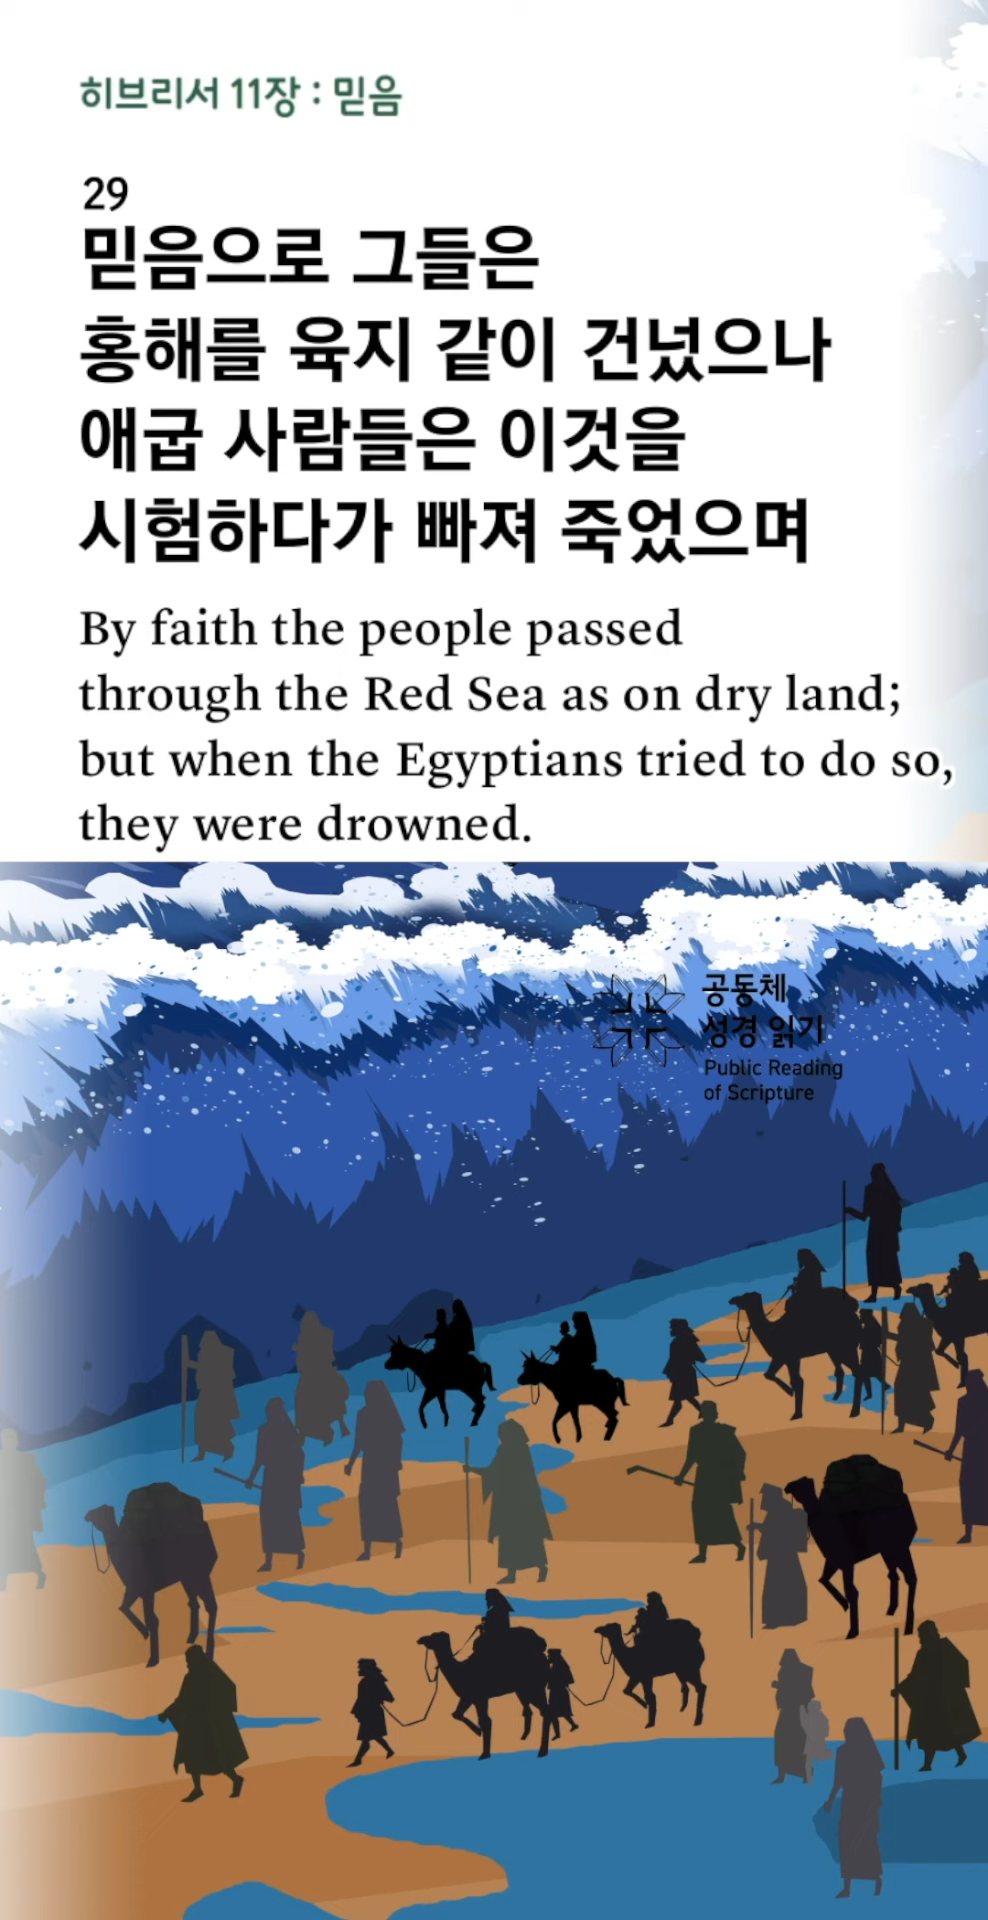 히브리서 11장 : 믿음
29
믿음으로 그들은
홍해를 육지 같이 건넜으나
애굽 사람들은 이것을
시험하다가 빠져 죽었으며
By faith the people passed
through the Red Sea as on dry land;
but when the Egyptians tried to do so,
they were drowned.
공동체
성경 읽기
Public Reading
of Scripture